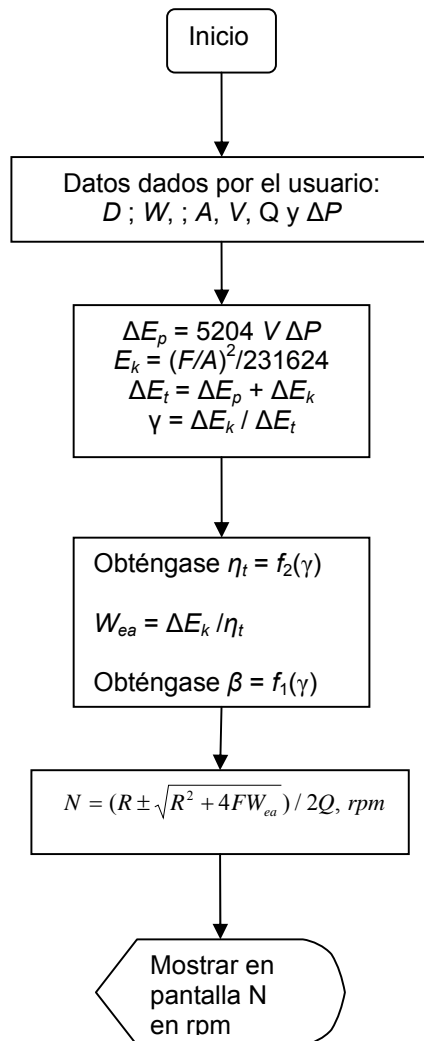 Inicio
Datos dados por el usuario:
D ; W, ; A, V, Q y ΔP
ΔEₚ = 5204 V ΔP
Eₖ = (F/A)²/231624
ΔEₜ = ΔEₚ + ΔEₖ
γ = ΔEₖ / ΔEₜ
Obténgase ηₜ = f₂(γ)
Wₑₐ = ΔEₖ /ηₜ
Obténgase β = f₁(γ)
N = (R ± √(R² + 4FWₑₐ)) / 2Q, rpm
Mostrar en
pantalla N
en rpm